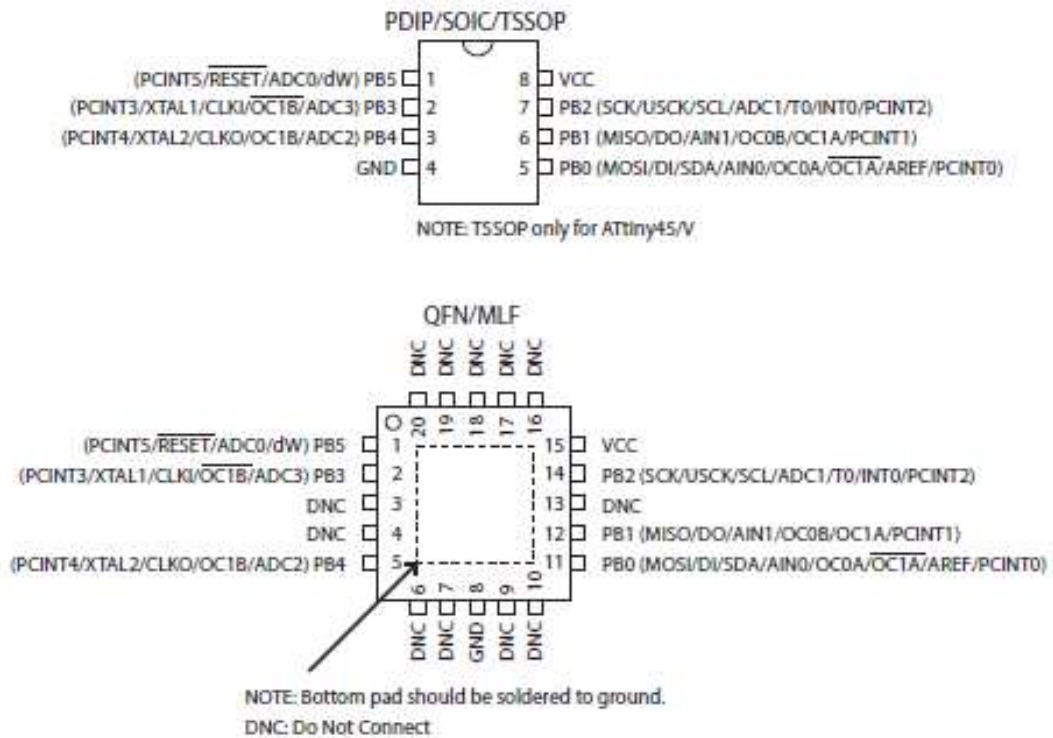 PDIP/SOIC/TSSOP
(PCINT5/RESET/ADC0/dW) PB5 1 8 VCC
(PCINT3/XTAL1/CLKI/OC1B/ADC3) PB3 2 7 PB2 (SCK/USCK/SCL/ADC1/T0/INT0/PCINT2)
(PCINT4/XTAL2/CLKO/OC1B/ADC2) PB4 3 6 PB1 (MISO/DO/AIN1/OC0B/OC1A/PCINT1)
GND 4 5 PB0 (MOSI/DI/SDA/AIN0/OC0A/OC1A/AREF/PCINT0)
NOTE: TSSOP only for ATtiny45/V
QFN/MLF
DNC DNC DNC DNC DNC
20 19 18 17 16
(PCINT5/RESET/ADC0/dW) PB5 1 15 VCC
(PCINT3/XTAL1/CLKI/OC1B/ADC3) PB3 2 14 PB2 (SCK/USCK/SCL/ADC1/T0/INT0/PCINT2)
DNC 3 13 DNC
DNC 4 12 PB1 (MISO/DO/AIN1/OC0B/OC1A/PCINT1)
(PCINT4/XTAL2/CLKO/OC1B/ADC2) PB4 5 11 PB0 (MOSI/DI/SDA/AIN0/OC0A/OC1A/AREF/PCINT0)
6 7 8 9 10
DNC DNC GND DNC DNC
NOTE: Bottom pad should be soldered to ground.
DNC: Do Not Connect